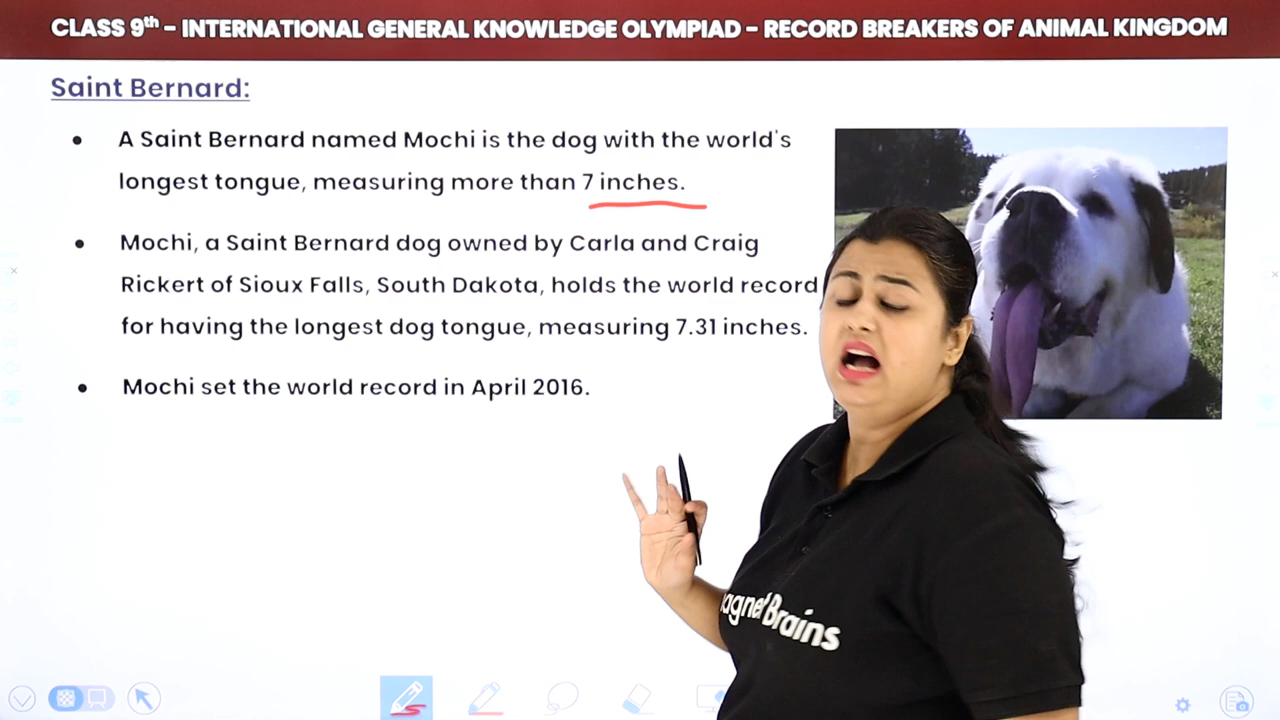 CLASS 9th - INTERNATIONAL GENERAL KNOWLEDGE OLYMPIAD - RECORD BREAKERS OF ANIMAL KINGDOM
Saint Bernard:
• A Saint Bernard named Mochi is the dog with the world's
longest tongue, measuring more than 7 inches.
• Mochi, a Saint Bernard dog owned by Carla and Craig
Rickert of Sioux Falls, South Dakota, holds the world record
for having the longest dog tongue, measuring 7.31 inches.
• Mochi set the world record in April 2016.
agnet Brains